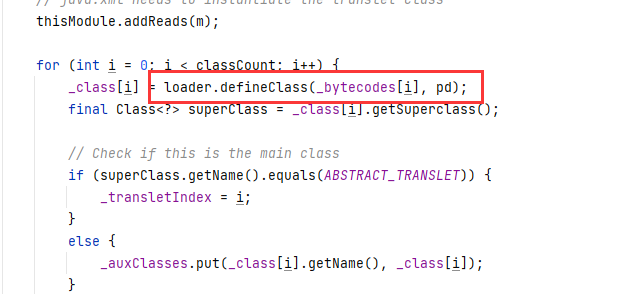 // java.xml needs to instantiate the translet class
thisModule.addReads(m);
for (int i = 0; i < classCount; i++) {
_class[i] = loader.defineClass(_bytecodes[i], pd);
final Class<?> superClass = _class[i].getSuperclass();
// Check if this is the main class
if (superClass.getName().equals(ABSTRACT_TRANSLET)) {
_transletIndex = i;
}
else {
_auxClasses.put(_class[i].getName(), _class[i]);
}